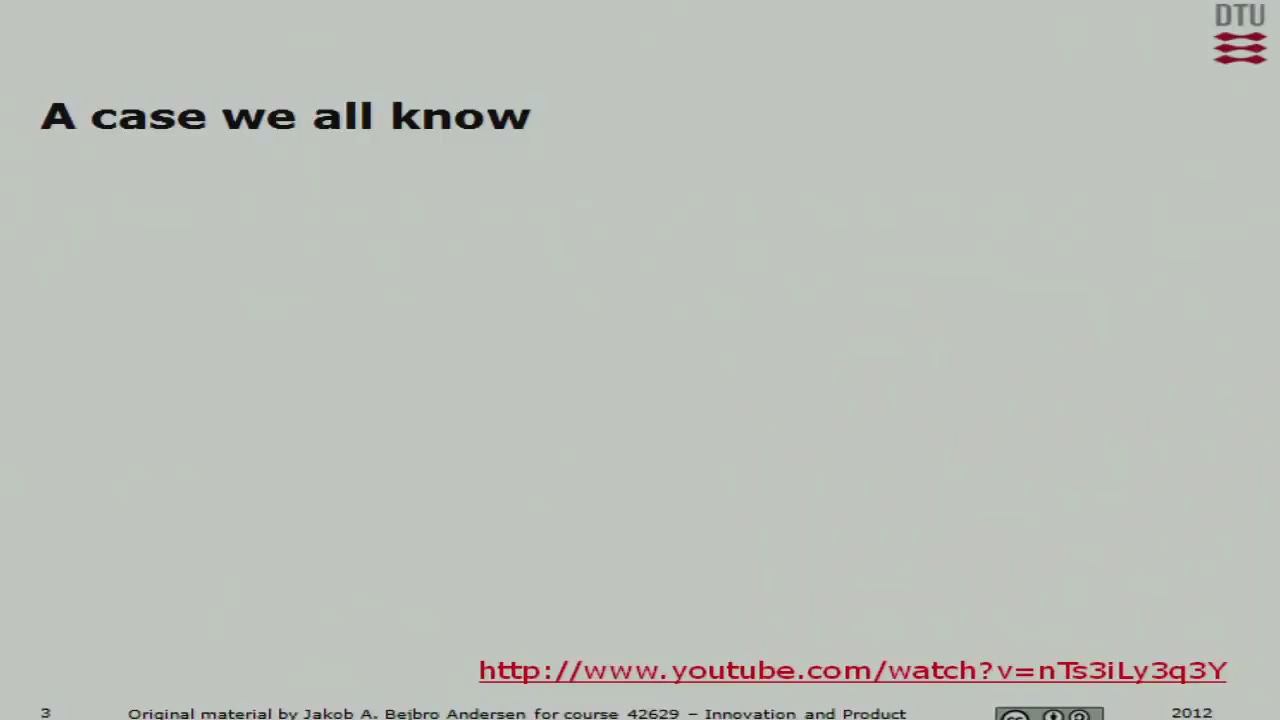 DTU
A case we all know
http://www.youtube.com/watch?v=nTs3iLy3q3Y
3
Original material by Jakob A. Bejbro Andersen for course 42629 – Innovation and Product
cc
2012